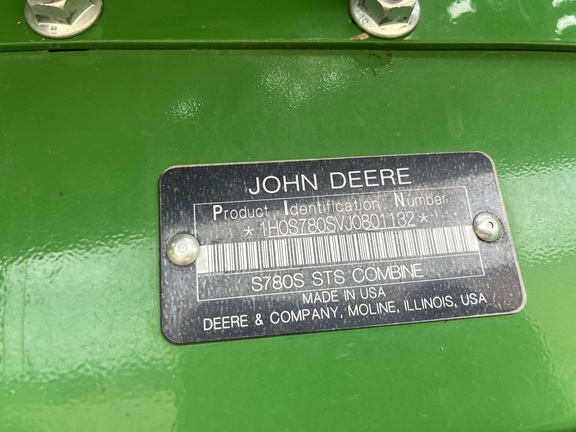 JOHN DEERE
Product Identification Number
*1H0S780SVJ0801132*
S780S STS COMBINE
MADE IN USA
DEERE & COMPANY, MOLINE, ILLINOIS, USA